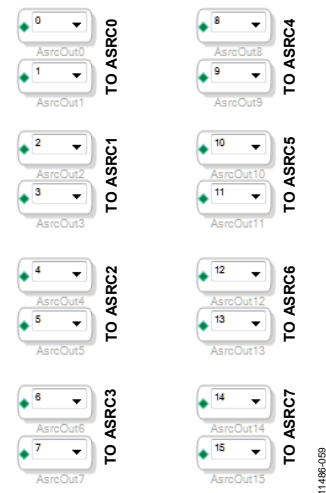 0
AsrcOut0
1
AsrcOut1
TO ASRC0
2
AsrcOut2
3
AsrcOut3
TO ASRC1
4
AsrcOut4
5
AsrcOut5
TO ASRC2
6
AsrcOut6
7
AsrcOut7
TO ASRC3
8
AsrcOut8
9
AsrcOut9
TO ASRC4
10
AsrcOut10
11
AsrcOut11
TO ASRC5
12
AsrcOut12
13
AsrcOut13
TO ASRC6
14
AsrcOut14
15
AsrcOut15
TO ASRC7
11486-059